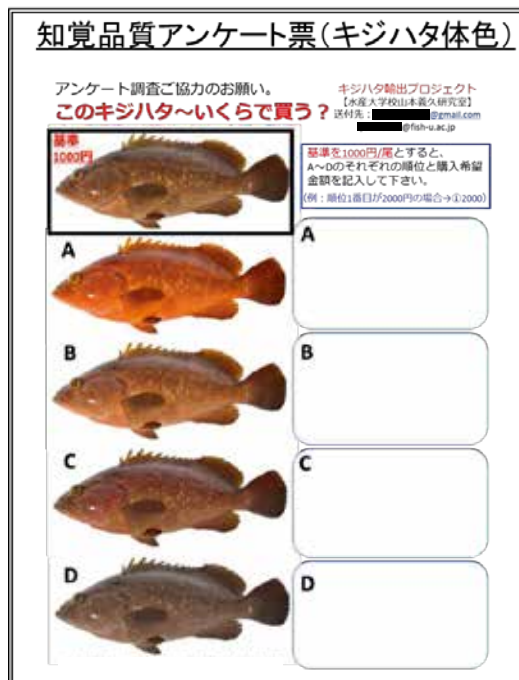 知覚品質アンケート票(キジハタ体色)
アンケート調査ご協力のお願い。
このキジハタ～いくらで買う？
キジハタ輸出プロジェクト
【水産大学校山本義久研究室】
送付先：
@gmail.com
@fish-u.ac.jp
基準
1000円
基準を1000円/尾とすると、
A～Dのそれぞれの順位と購入希望
金額を記入して下さい。
(例：順位1番目が2000円の場合→①2000)
A
A
B
B
C
C
D
D